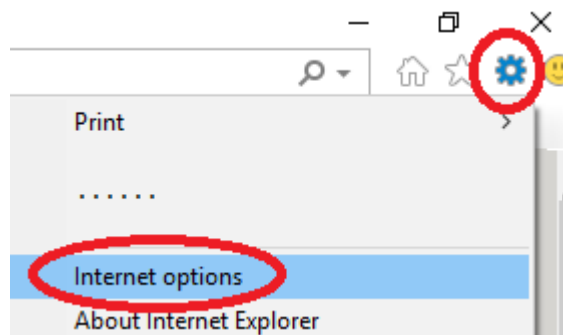 Print
......
Internet options
About Internet Explorer